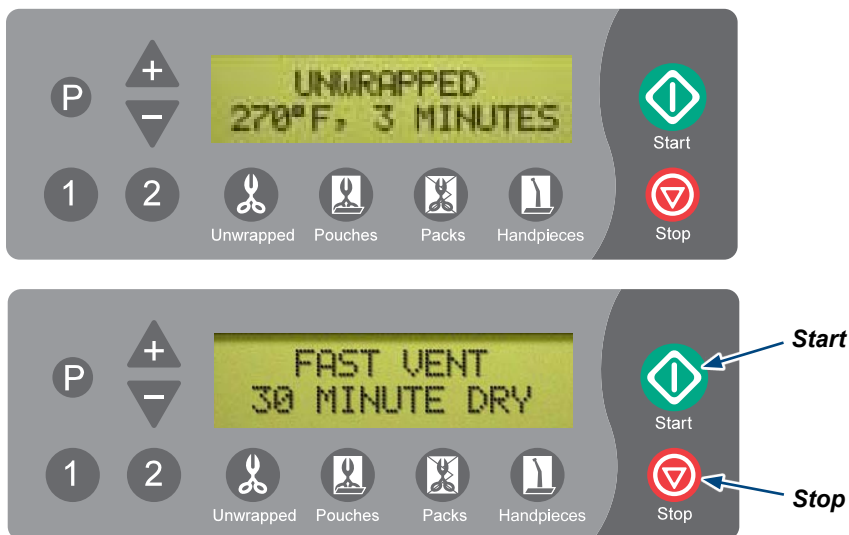 P
+
−
UNWRAPPED
270°F, 3 MINUTES
Start
1
2
Unwrapped
Pouches
Packs
Handpieces
Stop
P
+
−
FAST VENT
30 MINUTE DRY
Start
Start
1
2
Unwrapped
Pouches
Packs
Handpieces
Stop
Stop